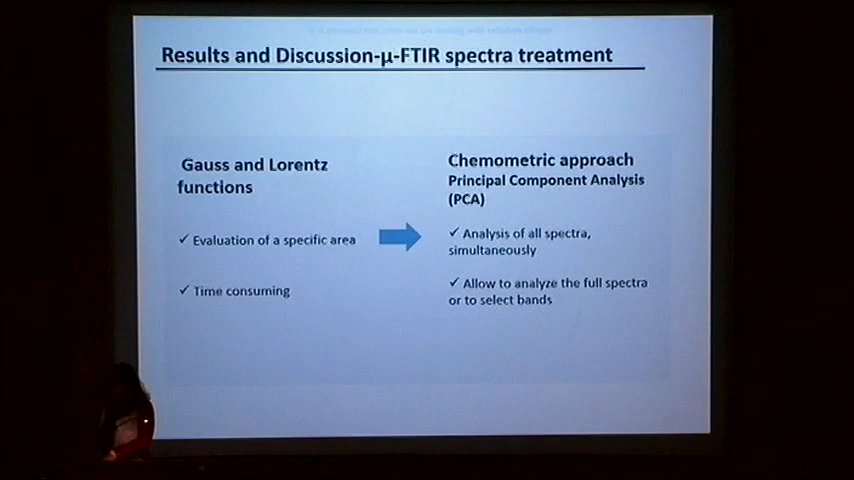 Results and Discussion-µ-FTIR spectra treatment
Gauss and Lorentz
functions
✓ Evaluation of a specific area
✓ Time consuming
Chemometric approach
Principal Component Analysis
(PCA)
✓ Analysis of all spectra,
simultaneously
✓ Allow to analyze the full spectra
or to select bands